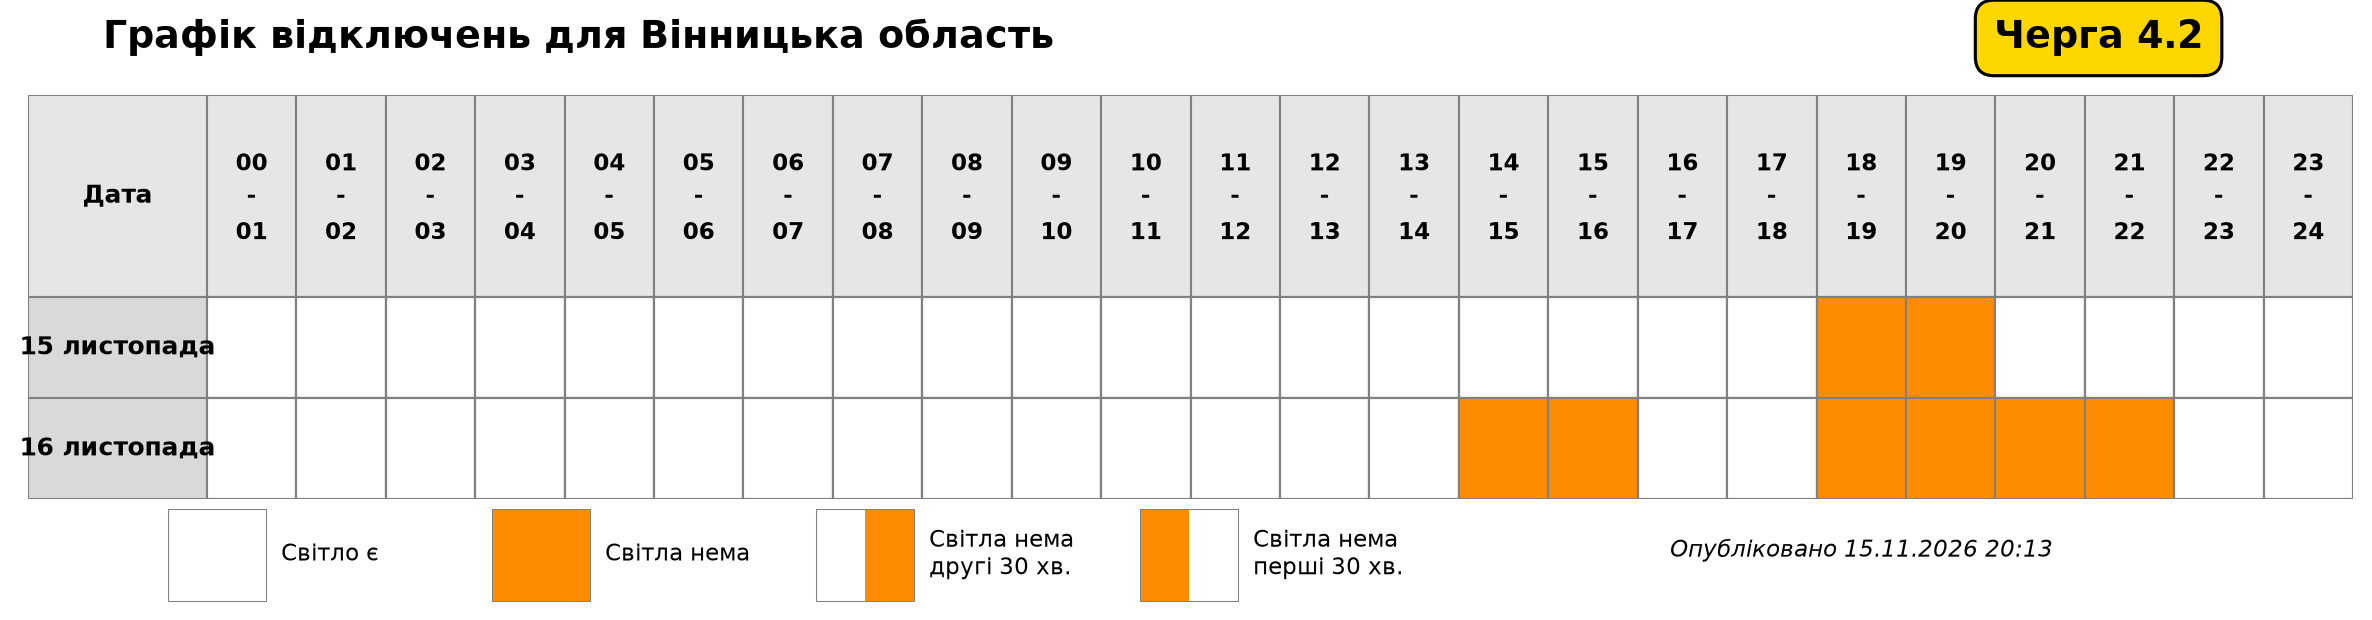 Графік відключень для Вінницька область
Черга 4.2
Дата
00 - 01
01 - 02
02 - 03
03 - 04
04 - 05
05 - 06
06 - 07
07 - 08
08 - 09
09 - 10
10 - 11
11 - 12
12 - 13
13 - 14
14 - 15
15 - 16
16 - 17
17 - 18
18 - 19
19 - 20
20 - 21
21 - 22
22 - 23
23 - 24
15 листопада
16 листопада
Світло є
Світла нема
Світла нема
другі 30 хв.
Світла нема
перші 30 хв.
Опубліковано 15.11.2026 20:13